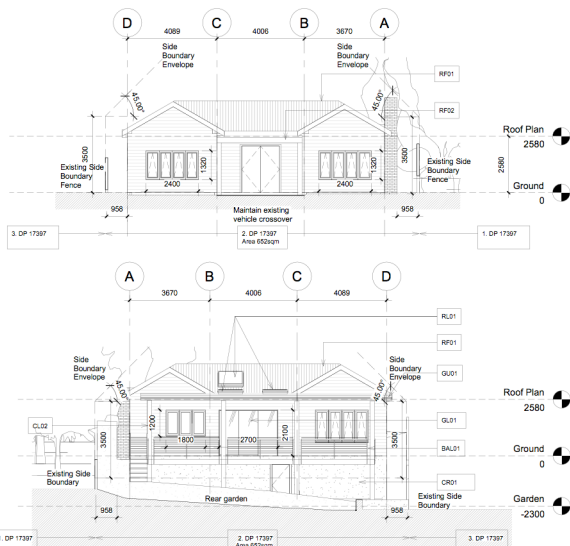 D
C
B
A
4089
4006
3670
Side
Boundary
Envelope
Side
Boundary
Envelope
RF01
45.00°
45.00°
RF02
Roof Plan
2580
3500
1320
1320
3500
2580
Existing Side
Boundary
Fence
Existing Side
Boundary
Fence
2400
2400
Ground
0
958
Maintain existing
vehicle crossover
958
3. DP 17397
2. DP 17397
Area 652sqm
1. DP 17397
A
B
C
D
3670
4006
4089
RL01
RF01
Side
Boundary
Envelope
Side
Boundary
Envelope
GU01
45.00°
45.00°
Roof Plan
2580
CL02
1200
GL01
3500
1800
2700
2100
3500
BAL01
Ground
0
Existing Side
Boundary
CR01
Rear garden
Existing Side
Boundary
Garden
-2300
958
958
1. DP 17397
2. DP 17397
Area 652sqm
3. DP 17397